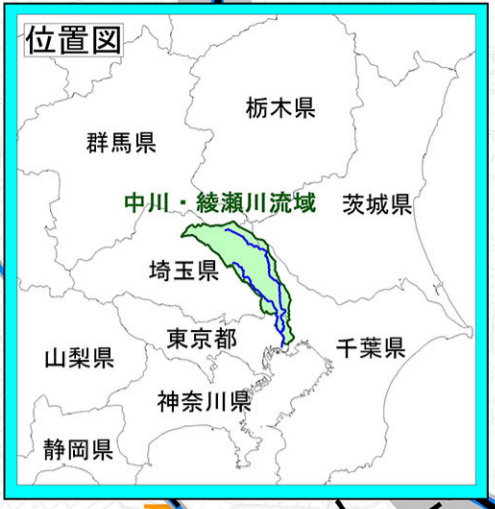 位置図
栃木県
群馬県
中川・綾瀬川流域
茨城県
埼玉県
東京都
千葉県
山梨県
神奈川県
静岡県